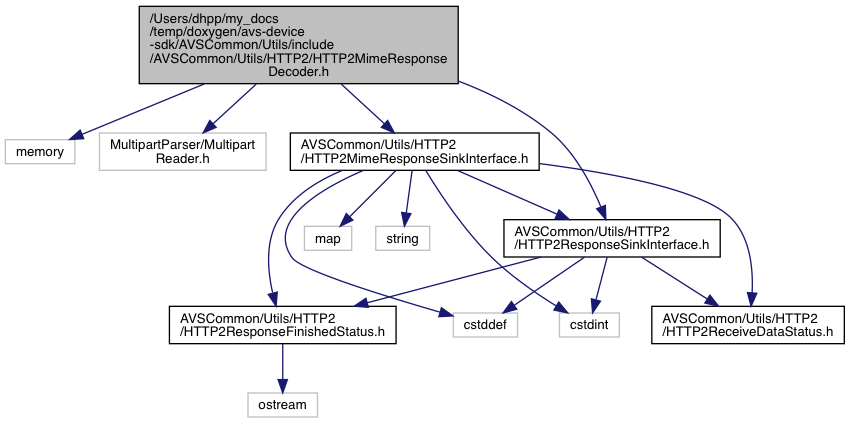 /Users/dhpp/my_docs
/temp/doxygen/avs-device
-sdk/AVSCommon/Utils/include
/AVSCommon/Utils/HTTP2/HTTP2MimeResponse
Decoder.h
memory
MultipartParser/Multipart
Reader.h
AVSCommon/Utils/HTTP2
/HTTP2MimeResponseSinkInterface.h
map
string
AVSCommon/Utils/HTTP2
/HTTP2ResponseSinkInterface.h
AVSCommon/Utils/HTTP2
/HTTP2ResponseFinishedStatus.h
cstddef
cstdint
AVSCommon/Utils/HTTP2
/HTTP2ReceiveDataStatus.h
ostream